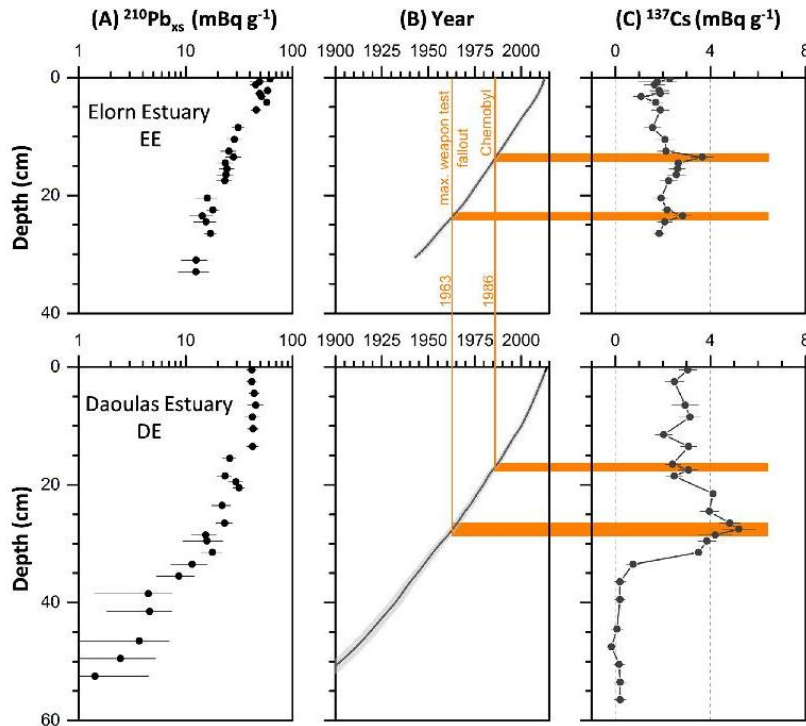 (A) ²¹⁰Pbₓₛ (mBq g⁻¹)
(B) Year
(C) ¹³⁷Cs (mBq g⁻¹)
1 10 100
1900 1925 1950 1975 2000
0 4 8
0
20
40
Depth (cm)
Elorn Estuary
EE
max. weapon test
fallout
Chernobyl
1963
1986
1 10 100
1900 1925 1950 1975 2000
0 4 8
0
20
40
60
Depth (cm)
Daoulas Estuary
DE